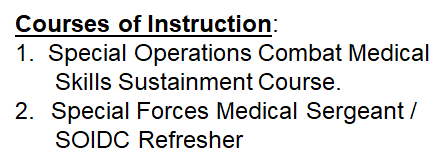 Courses of Instruction:
1. Special Operations Combat Medical
Skills Sustainment Course.
2. Special Forces Medical Sergeant /
SOIDC Refresher